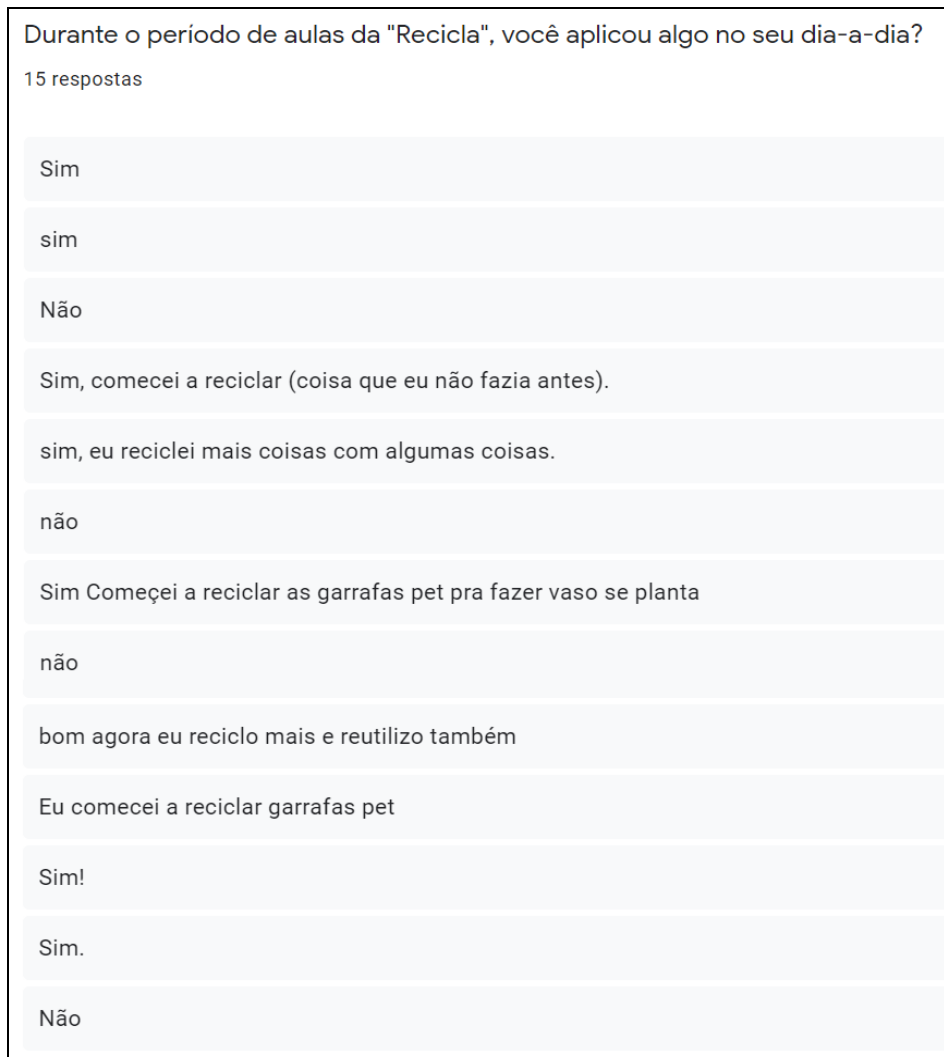 Durante o período de aulas da "Recicla", você aplicou algo no seu dia-a-dia?
15 respostas
Sim
sim
Não
Sim, comecei a reciclar (coisa que eu não fazia antes).
sim, eu reciclei mais coisas com algumas coisas.
não
Sim Começei a reciclar as garrafas pet pra fazer vaso se planta
não
bom agora eu reciclo mais e reutilizo também
Eu comecei a reciclar garrafas pet
Sim!
Sim.
Não